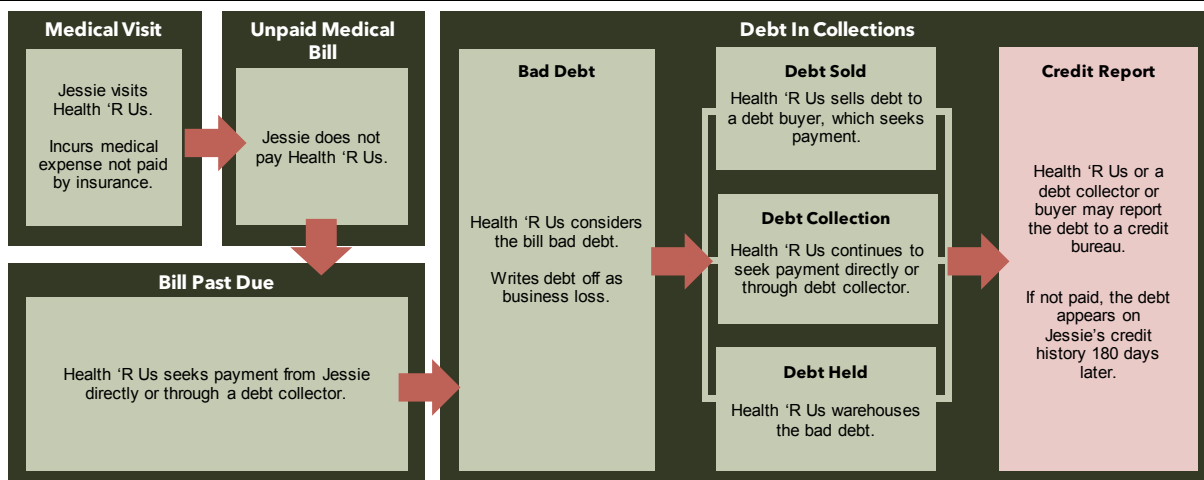 Medical Visit
Jessie visits
Health ‘R Us.
Incurs medical
expense not paid
by insurance.
Unpaid Medical
Bill
Jessie does not
pay Health ‘R Us.
Bill Past Due
Health ‘R Us seeks payment from Jessie
directly or through a debt collector.
Debt In Collections
Bad Debt
Health ‘R Us considers
the bill bad debt.
Writes debt off as
business loss.
Debt Sold
Health ‘R Us sells debt to
a debt buyer, which seeks
payment.
Debt Collection
Health ‘R Us continues to
seek payment directly or
through debt collector.
Debt Held
Health ‘R Us warehouses
the bad debt.
Credit Report
Health ‘R Us or a
debt collector or
buyer may report
the debt to a credit
bureau.
If not paid, the debt
appears on
Jessie’s credit
history 180 days
later.